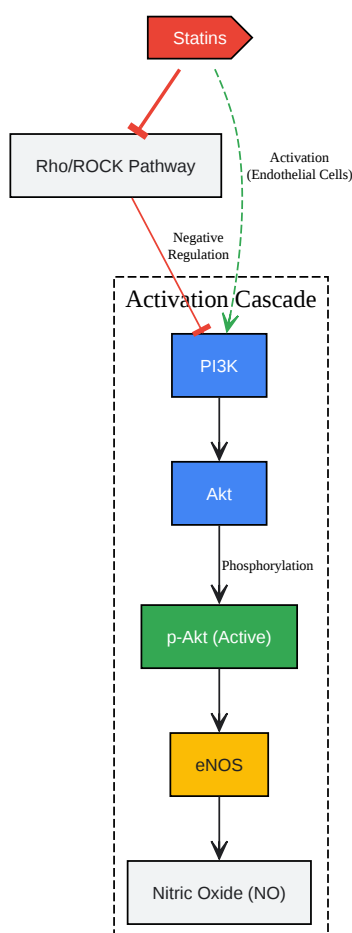 Statins
Activation
(Endothelial Cells)
Rho/ROCK Pathway
Negative
Regulation
Activation Cascade
PI3K
Akt
Phosphorylation
p-Akt (Active)
eNOS
Nitric Oxide (NO)